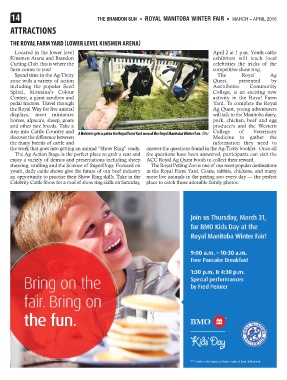 14
THE BRANDON SUN • ROYAL MANITOBA WINTER FAIR • MARCH – APRIL 2016
ATTRACTIONS
THE ROYAL FARM YARD (LOWER LEVEL KINSMEN ARENA)
Located in the lower level
Kinsmen Arena and Brandon
Curling Club, this is where the
farm comes to you!
Spend time in the Ag-Tivity
zone with a variety of action
including the popular Seed
Spiral, Manitoba's Colour
Contest, a giant sandbox and
pedal tractors. Travel through
the Royal Way for live animal
displays, meet miniature
horses, alpacas, sheep, goats
and other rare breeds. Take a
step into Cattle Country and
discover the difference between
the many breeds of cattle and
the work that goes into getting an animal "Show Ring" ready.
The Ag Action Stage is the perfect place to grab a seat and
enjoy a variety of demos and presentations including sheep
shearing, roping and the Science of SuperDogs. Focused on
youth, daily cattle shows give the future of our beef industry
an opportunity to practise their Show Ring skills. Take in the
Celebrity Cattle Show for a treat of show ring skills on Saturday,
A Holstein gets a pat in the Royal Farm Yard area of the Royal Manitoba Winter Fair.
April 2 at 1 p.m. Youth cattle
exhibitors will teach local
celebrities the tricks of the
competitive show ring.
The Royal Ag
Quest, presented by
Assiniboine Community
College, is an exciting new
activity in the Royal Farm
Yard. To complete the Royal
Ag Quest, young adventurers
will talk to the Manitoba dairy,
pork, chicken, beef and egg
producers and the Western
College of Veterinary
Medicine to gather the
information they need to
answer the questions found in the Ag-Tivity booklet. Once all
the questions have been answered, participants can visit the
ACC Royal Ag Quest booth to collect their reward.
The Royal Petting Zoo is one of our most popular destinations
in the Royal Farm Yard. Goats, rabbits, chickens, and many
more live animals in the petting zoo every day — the perfect
place to catch those adorable family photos.
Bring on the
fair. Bring on
the fun.
Join us Thursday, March 31,
for BMO Kids Day at the
Royal Manitoba Winter Fair!
9:00 a.m. – 10:30 a.m.
Free Pancake Breakfast
1:30 p.m. & 4:30 p.m.
Special performances
by Fred Penner
BMO
Kids Day